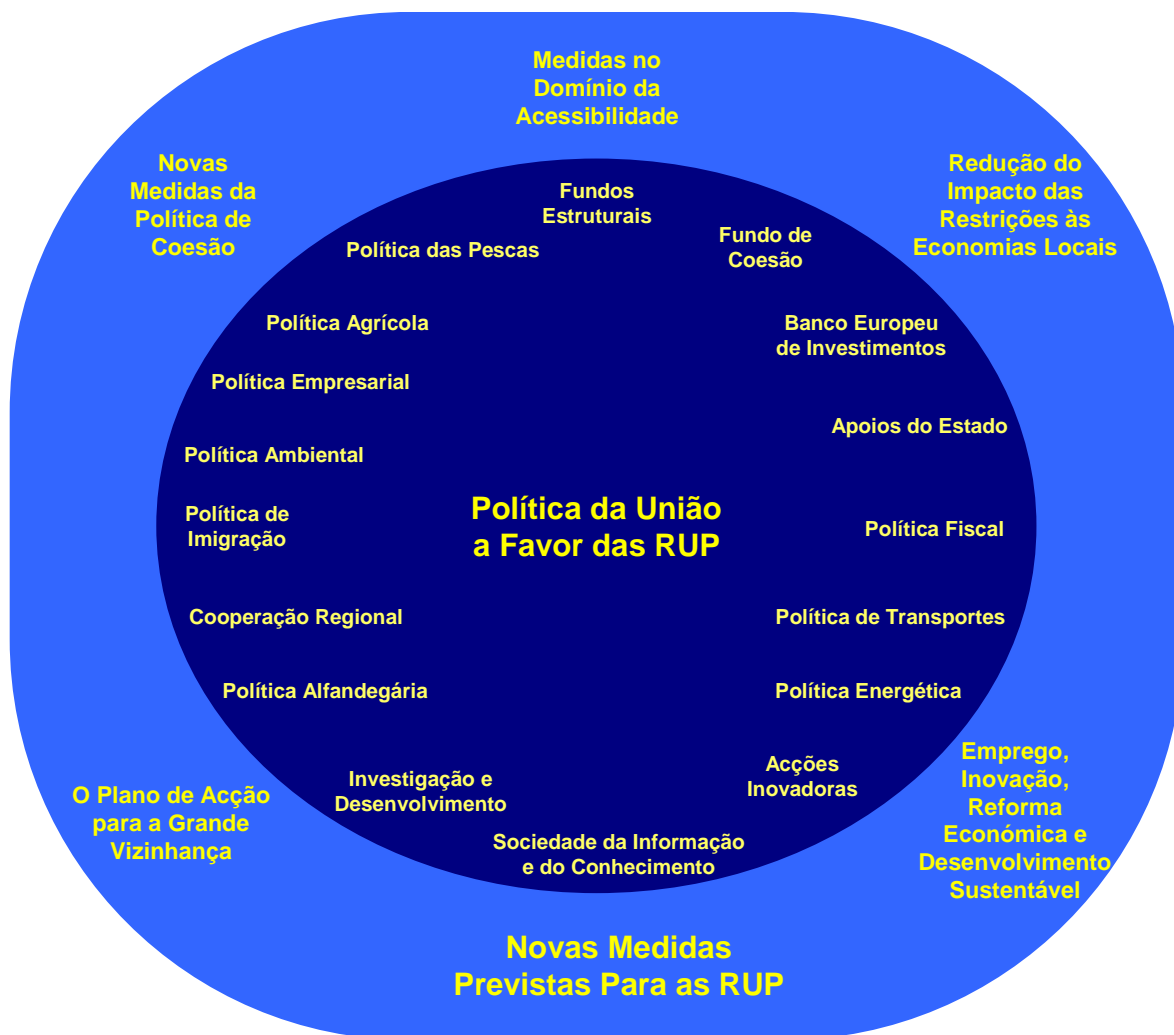 Medidas no
Domínio da
Acessibilidade
Novas
Medidas da
Política de
Coesão
Redução do
Impacto das
Restrições às
Economias Locais
Fundos
Estruturais
Fundo de
Coesão
Política das Pescas
Política Agrícola
Banco Europeu
de Investimentos
Política Empresarial
Apoios do Estado
Política Ambiental
Política de
Imigração
Política da União
a Favor das RUP
Política Fiscal
Cooperação Regional
Política de Transportes
Política Alfandegária
Política Energética
Investigação e
Desenvolvimento
Acções
Inovadoras
Sociedade da Informação
e do Conhecimento
O Plano de Acção
para a Grande
Vizinhança
Emprego,
Inovação,
Reforma
Económica e
Desenvolvimento
Sustentável
Novas Medidas
Previstas Para as RUP